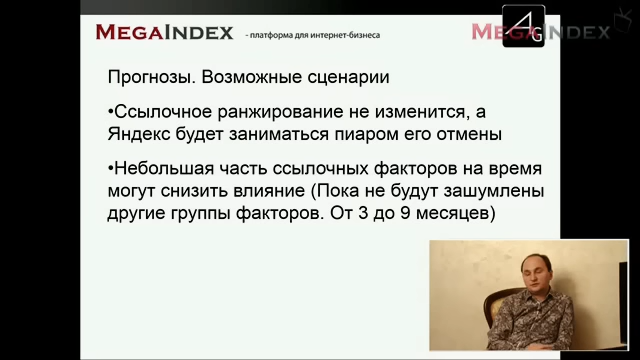 MEGAINDEX - платформа для интернет-бизнеса
AG
MEGAINDEX
Прогнозы. Возможные сценарии
•Ссылочное ранжирование не изменится, а
Яндекс будет заниматься пиаром его отмены
•Небольшая часть ссылочных факторов на время
могут снизить влияние (Пока не будут зашумлены
другие группы факторов. От 3 до 9 месяцев)